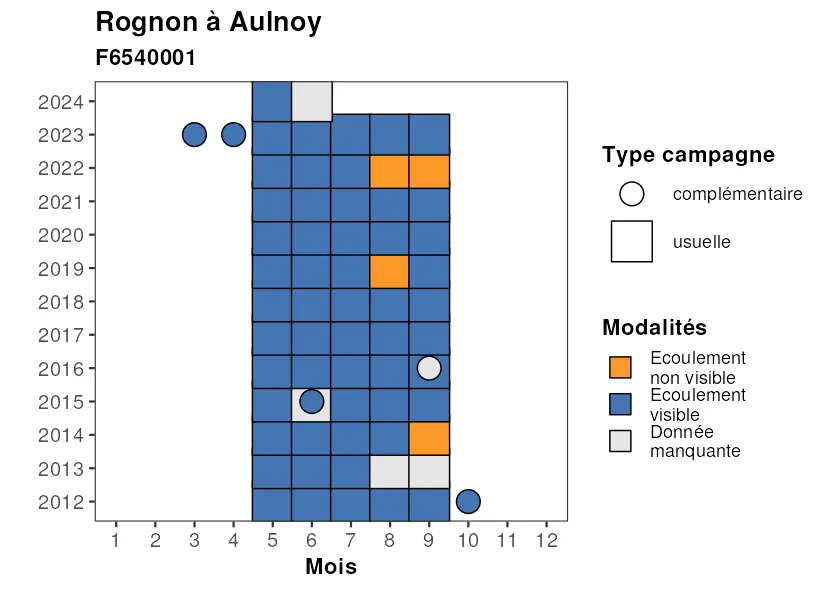 Rognon à Aulnoy
F6540001
2024
2023
2022
2021
2020
2019
2018
2017
2016
2015
2014
2013
2012
1 2 3 4 5 6 7 8 9 10 11 12
Mois
Type campagne
complémentaire
usuelle
Modalités
Ecoulement
non visible
Ecoulement
visible
Donnée
manquante